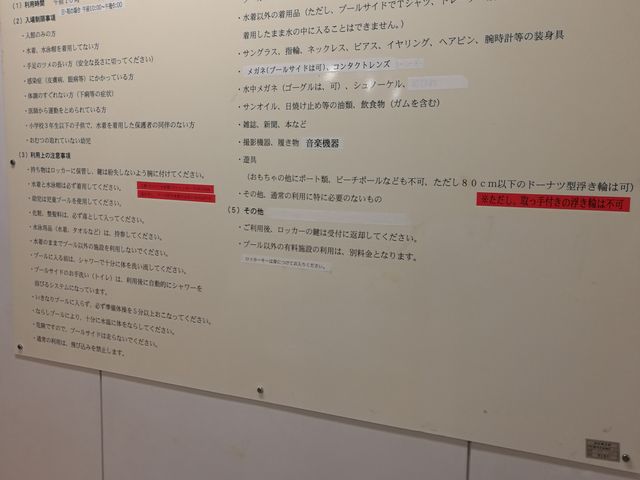 (1) 利用時間
(2) 入場制限事項
・入館のみの方
・水着、水泳帽を着用してない方
・手足のツメの長い方（安全な長さに切ってください）
・感染症（皮膚病、眼病等）にかかっている方
・体調のすぐれない方（下痢等の症状）
・医師から運動をとめられている方
・小学校3年生以下の子供で、水着を着用した保護者の同伴のない方
・おむつの取れていない幼児
(3) 利用上の注意事項
・持ち物はロッカーに保管し、鍵は紛失しないよう腕に付けてください。
・水着と水泳帽は必ず着用してください。
・幼児は児童プールを使用してください。
・化粧、整髪料は、必ず落として入ってください。
・水泳用品（水着、タオルなど）は、持参してください。
・水着のままでプール以外の施設を利用しないでください。
・プールに入る前は、シャワーで十分に体を洗い流してください。
・プールサイドのお手洗い（トイレ）は、利用後に自動的にシャワーを
浴びるシステムになっています。
・いきなりプールに入らず、必ず準備体操を5分以上おこなってください。
・ならしプールにより、十分に水温に体をならしてください。
・危険ですので、プールサイドは走らないでください。
・通常の利用は、飛び込みを禁止します。
・水着以外の着用品（ただし、プールサイドでTシャツ、
着用したまま水の中に入ることはできません。）
・サングラス、指輪、ネックレス、ピアス、イヤリング、ヘアピン、腕時計等の装身具
・メガネ(プールサイドは可)、コンタクトレンズ
・水中メガネ（ゴーグルは、可）、シュノーケル、
・サンオイル、日焼け止め等の油類、飲食物（ガムを含む）
・雑誌、新聞、本など
・撮影機器、履き物 音楽機器
・遊具
（おもちゃの他にボート類、ビーチボールなども不可、ただし80cm以下のドーナツ型浮き輪は可）
※ただし、取っ手付きの浮き輪は不可
・その他、通常の利用に特に必要のないもの
(5) その他
・ご利用後、ロッカーの鍵は受付に返却してください。
・プール以外の有料施設の利用は、別料金となります。
ロッカーキーは身につけてお入りください。